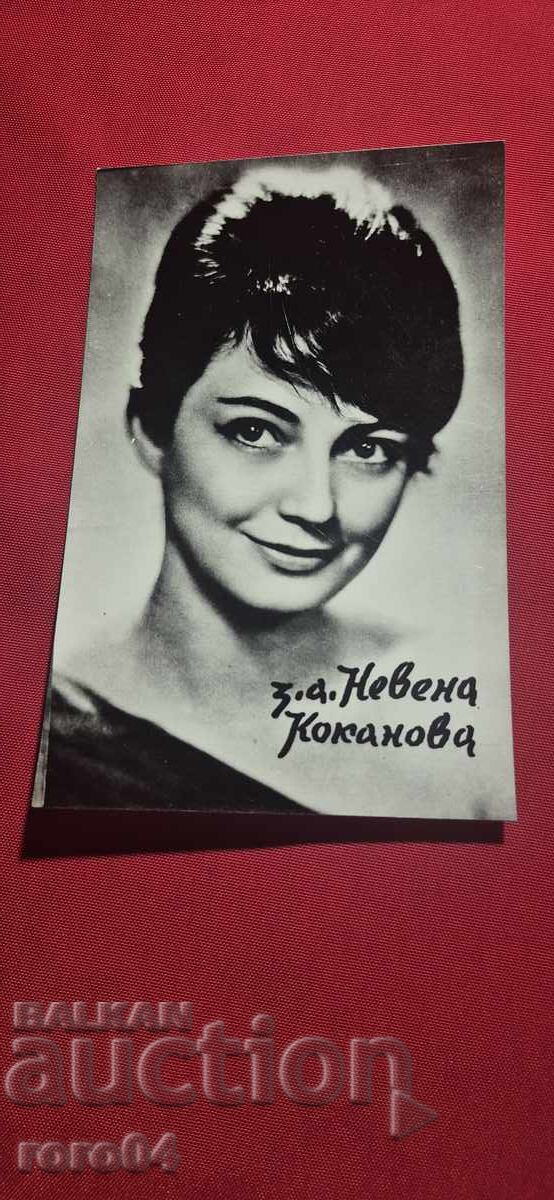 з.а. Невена
Коканова
BALKAN
auction
roro04